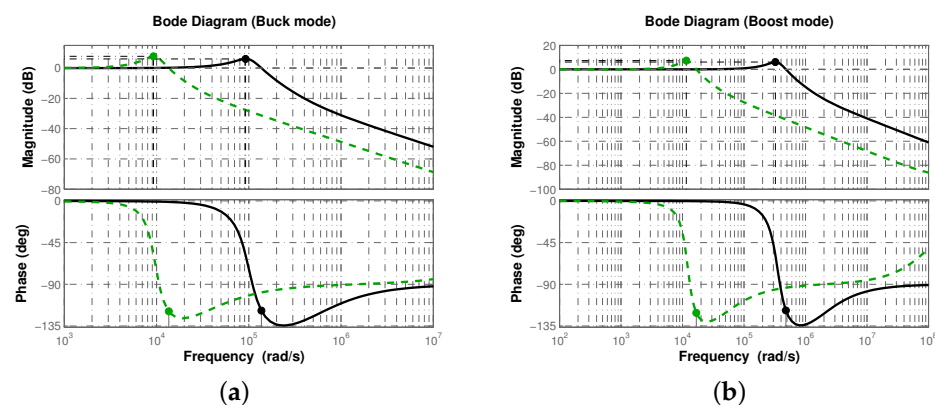 Bode Diagram (Buck mode)
20
0
−20
−40
−60
−80
Magnitude (dB)
0
−45
−90
−135
Phase (deg)
10^3 10^4 10^5 10^6 10^7
Frequency (rad/s)
(a)
Bode Diagram (Boost mode)
20
0
−20
−40
−60
−80
−100
Magnitude (dB)
0
−45
−90
−135
Phase (deg)
10^2 10^3 10^4 10^5 10^6 10^7 10^8
Frequency (rad/s)
(b)